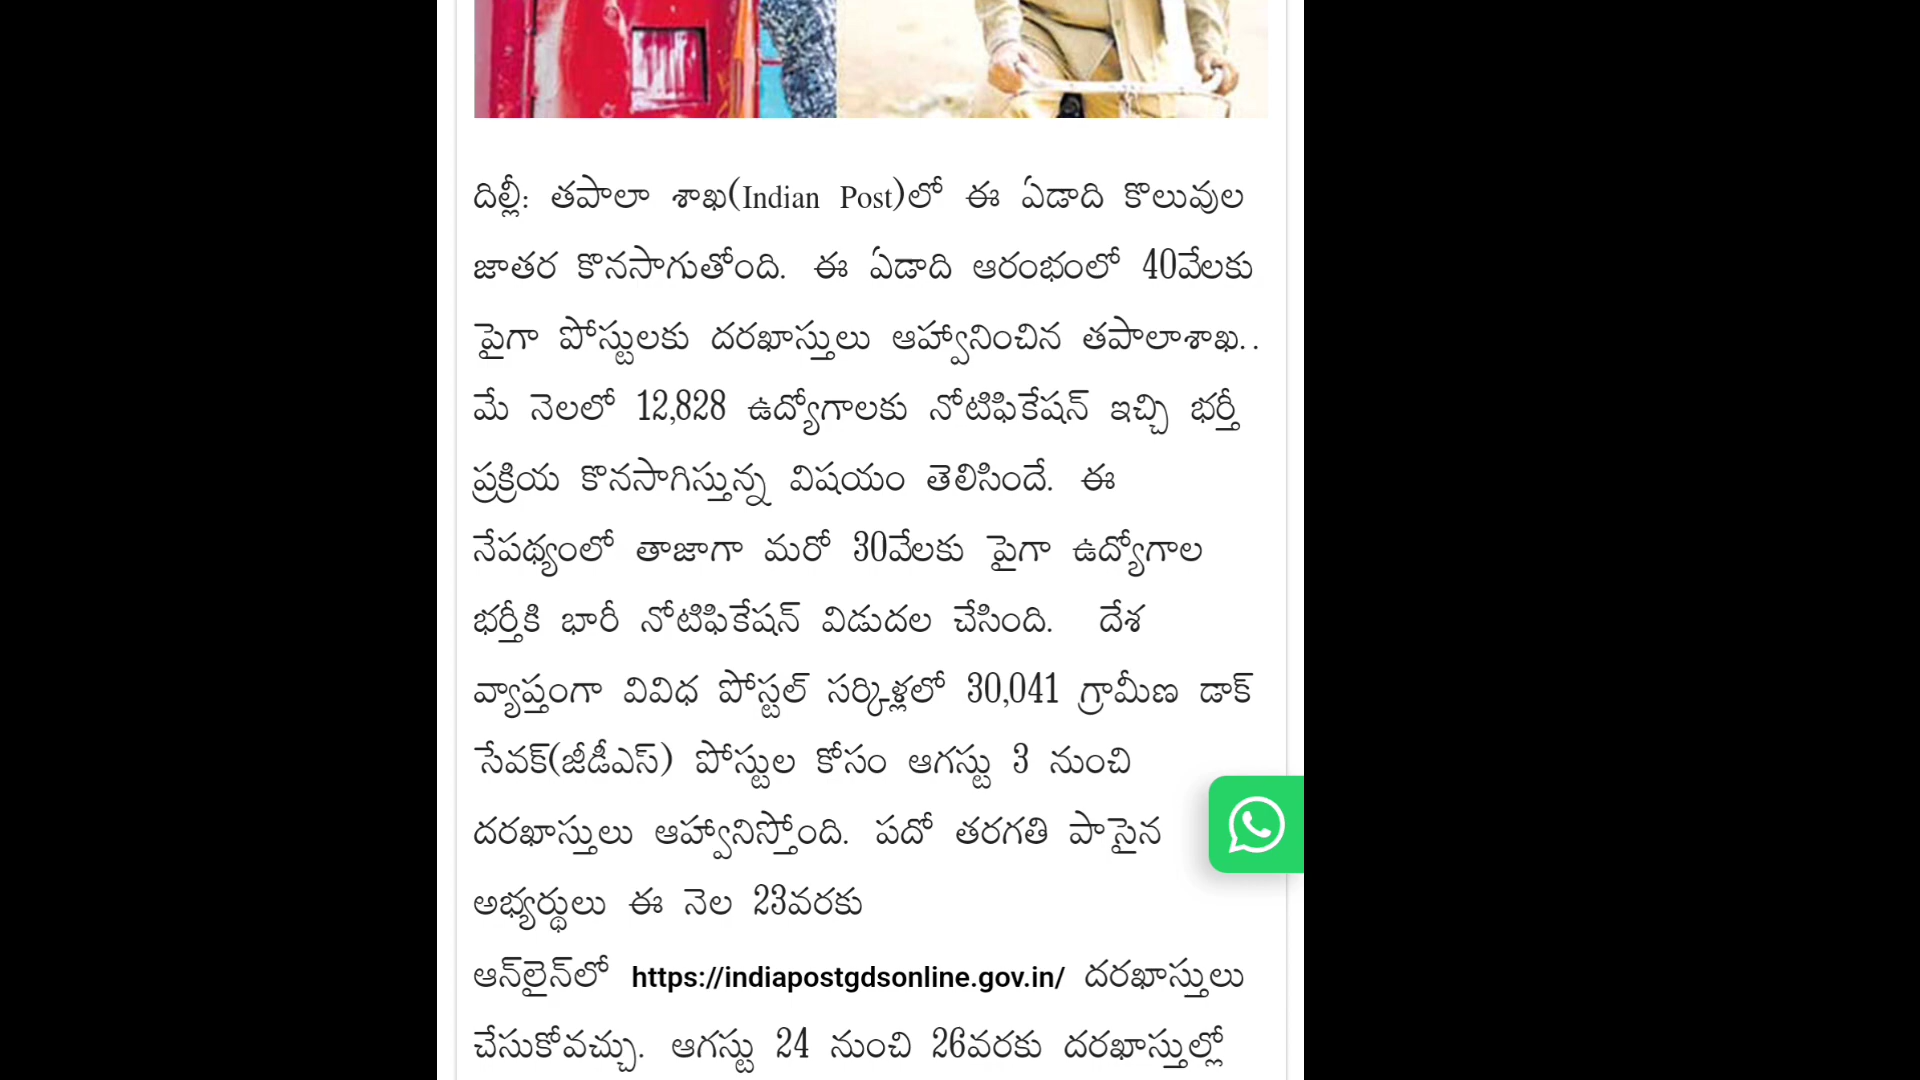 దిల్లీ: తపాలా శాఖ(Indian Post)లో ఈ ఏడాది కొలువుల
జాతర కొనసాగుతోంది. ఈ ఏడాది ఆరంభంలో 40వేలకు
పైగా పోస్టులకు దరఖాస్తులు ఆహ్వానించిన తపాలాశాఖ..
మే నెలలో 12,828 ఉద్యోగాలకు నోటిఫికేషన్ ఇచ్చి భర్తీ
ప్రక్రియ కొనసాగిస్తున్న విషయం తెలిసిందే. ఈ
నేపథ్యంలో తాజాగా మరో 30వేలకు పైగా ఉద్యోగాల
భర్తీకి భారీ నోటిఫికేషన్ విడుదల చేసింది. దేశ
వ్యాప్తంగా వివిధ పోస్టల్ సర్కిళ్లలో 30,041 గ్రామీణ డాక్
సేవక్(జీడీఎస్) పోస్టుల కోసం ఆగస్టు 3 నుంచి
దరఖాస్తులు ఆహ్వానిస్తోంది. పదో తరగతి పాసైన
అభ్యర్థులు ఈ నెల 23వరకు
ఆన్‌లైన్‌లో https://indiapostgdsonline.gov.in/ దరఖాస్తులు
చేసుకోవచ్చు. ఆగస్టు 24 నుంచి 26వరకు దరఖాస్తుల్లో